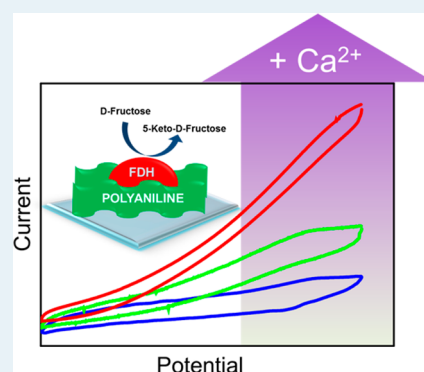 + Ca²⁺
D-Fructose
5-Keto-D-Fructose
FDH
POLYANILINE
Current
Potential